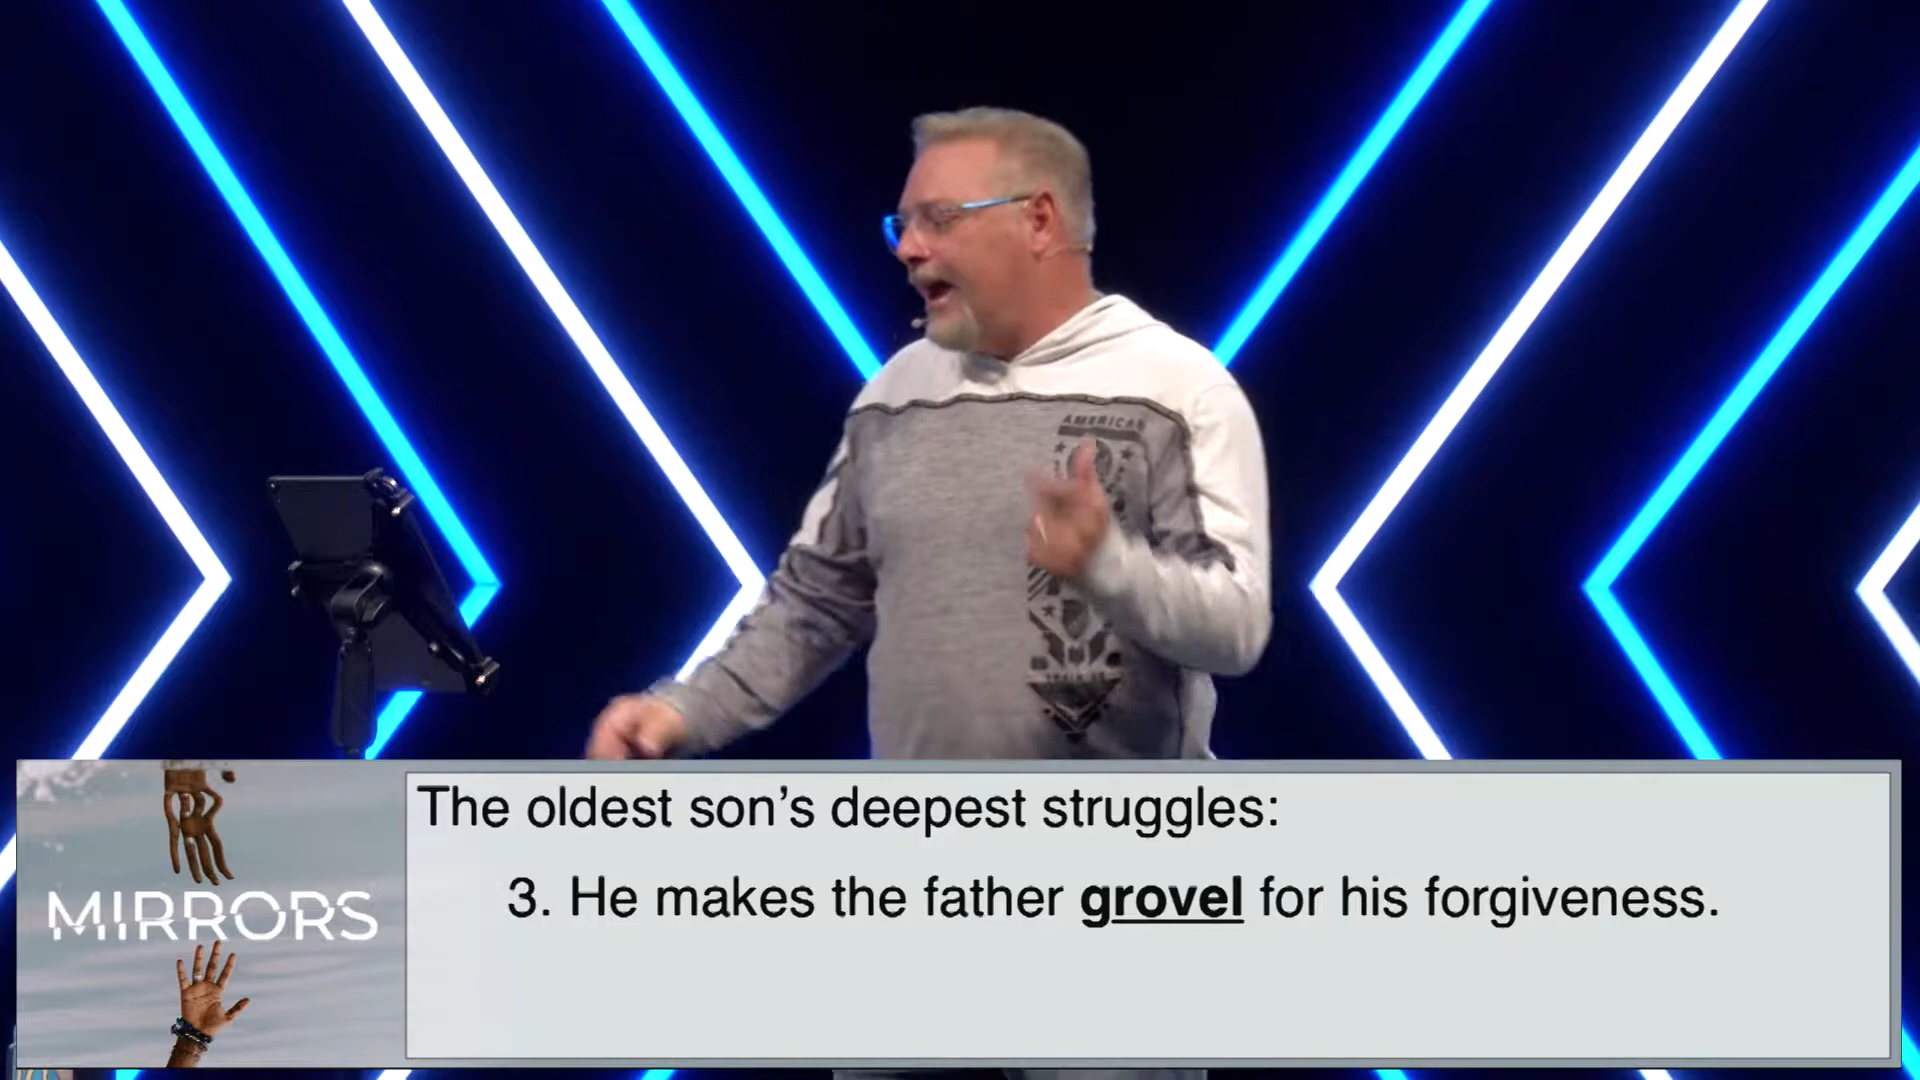 AMERICAN
The oldest son’s deepest struggles:
3. He makes the father grovel for his forgiveness.
MIRRORS